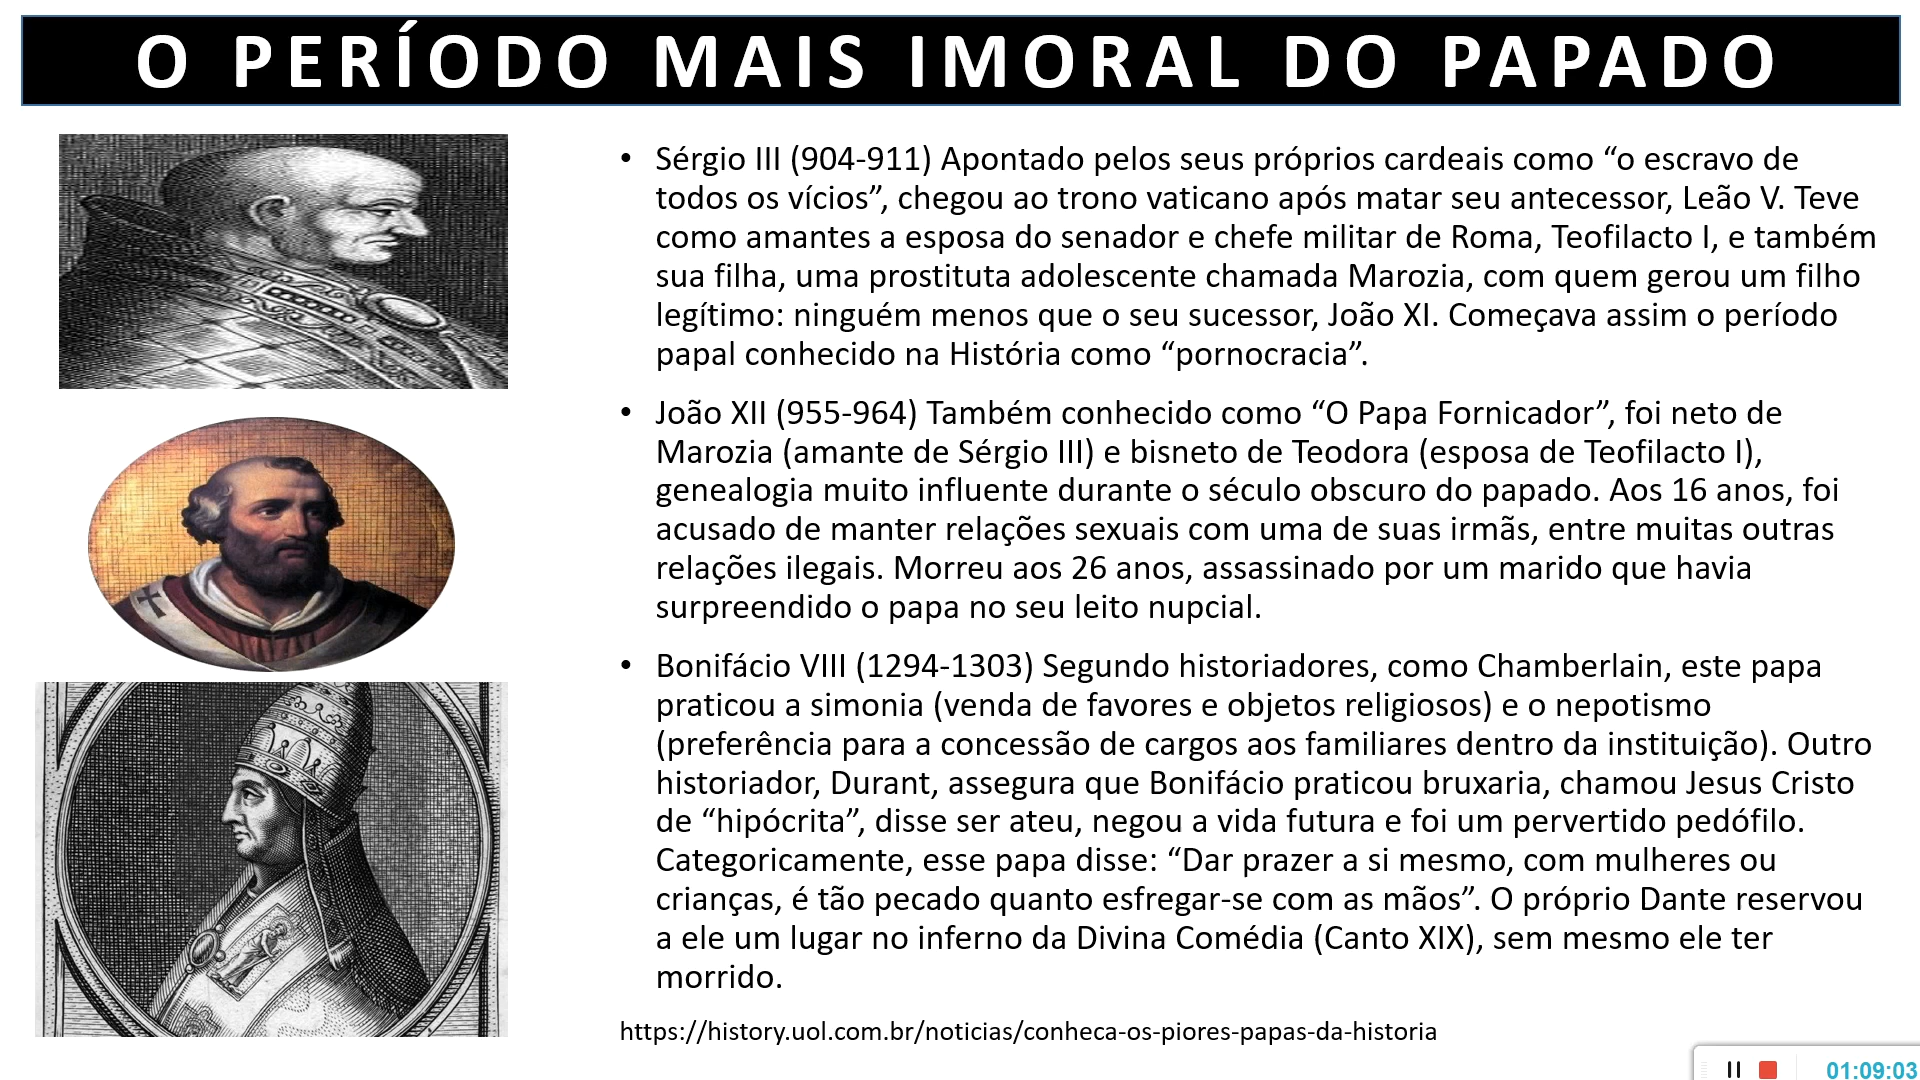 O PERÍODO MAIS IMORAL DO PAPADO
• Sérgio III (904-911) Apontado pelos seus próprios cardeais como “o escravo de
todos os vícios”, chegou ao trono vaticano após matar seu antecessor, Leão V. Teve
como amantes a esposa do senador e chefe militar de Roma, Teofilacto I, e também
sua filha, uma prostituta adolescente chamada Marozia, com quem gerou um filho
legítimo: ninguém menos que o seu sucessor, João XI. Começava assim o período
papal conhecido na História como “pornocracia”.
• João XII (955-964) Também conhecido como “O Papa Fornicador”, foi neto de
Marozia (amante de Sérgio III) e bisneto de Teodora (esposa de Teofilacto I),
genealogia muito influente durante o século obscuro do papado. Aos 16 anos, foi
acusado de manter relações sexuais com uma de suas irmãs, entre muitas outras
relações ilegais. Morreu aos 26 anos, assassinado por um marido que havia
surpreendido o papa no seu leito nupcial.
• Bonifácio VIII (1294-1303) Segundo historiadores, como Chamberlain, este papa
praticou a simonia (venda de favores e objetos religiosos) e o nepotismo
(preferência para a concessão de cargos aos familiares dentro da instituição). Outro
historiador, Durant, assegura que Bonifácio praticou bruxaria, chamou Jesus Cristo
de “hipócrita”, disse ser ateu, negou a vida futura e foi um pervertido pedófilo.
Categoricamente, esse papa disse: “Dar prazer a si mesmo, com mulheres ou
crianças, é tão pecado quanto esfregar-se com as mãos”. O próprio Dante reservou
a ele um lugar no inferno da Divina Comédia (Canto XIX), sem mesmo ele ter
morrido.
https://history.uol.com.br/noticias/conheca-os-piores-papas-da-historia
01:09:03